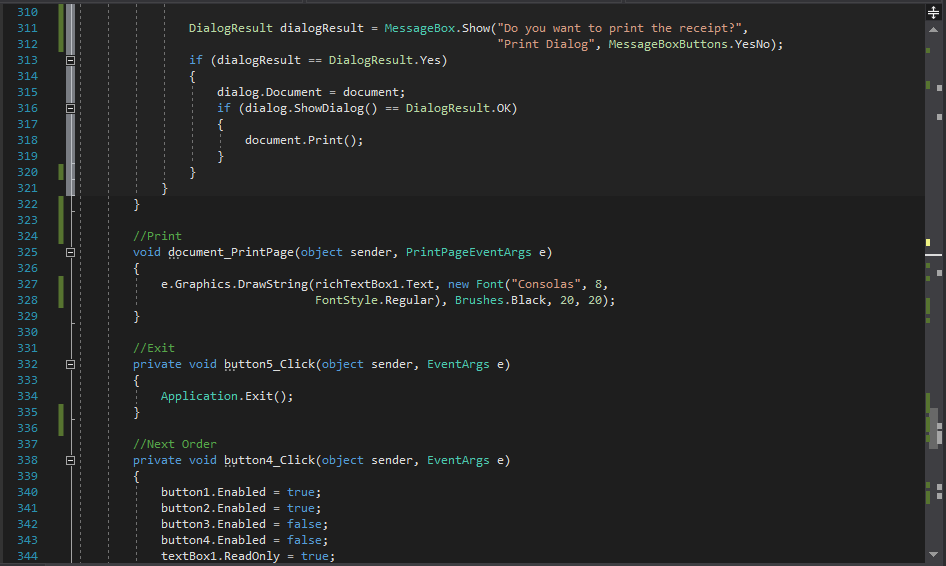 310
311 DialogResult dialogResult = MessageBox.Show("Do you want to print the receipt?",
312 "Print Dialog", MessageBoxButtons.YesNo);
313 if (dialogResult == DialogResult.Yes)
314 {
315 dialog.Document = document;
316 if (dialog.ShowDialog() == DialogResult.OK)
317 {
318 document.Print();
319 }
320 }
321 }
322 }
323
324 //Print
325 void document_PrintPage(object sender, PrintPageEventArgs e)
326 {
327 e.Graphics.DrawString(richTextBox1.Text, new Font("Consolas", 8,
328 FontStyle.Regular), Brushes.Black, 20, 20);
329 }
330
331 //Exit
332 private void button5_Click(object sender, EventArgs e)
333 {
334 Application.Exit();
335 }
336
337 //Next Order
338 private void button4_Click(object sender, EventArgs e)
339 {
340 button1.Enabled = true;
341 button2.Enabled = true;
342 button3.Enabled = false;
343 button4.Enabled = false;
344 textBox1.ReadOnly = true;